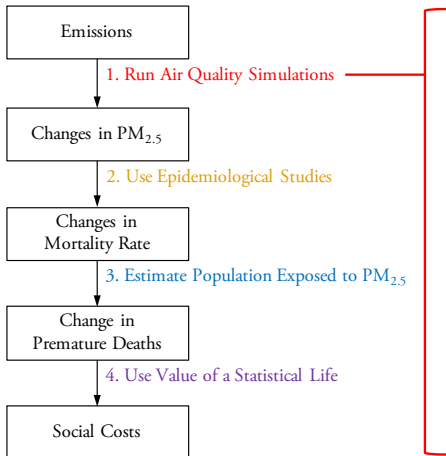 Emissions
1. Run Air Quality Simulations
Changes in PM₂.₅
2. Use Epidemiological Studies
Changes in
Mortality Rate
3. Estimate Population Exposed to PM₂.₅
Change in
Premature Deaths
4. Use Value of a Statistical Life
Social Costs